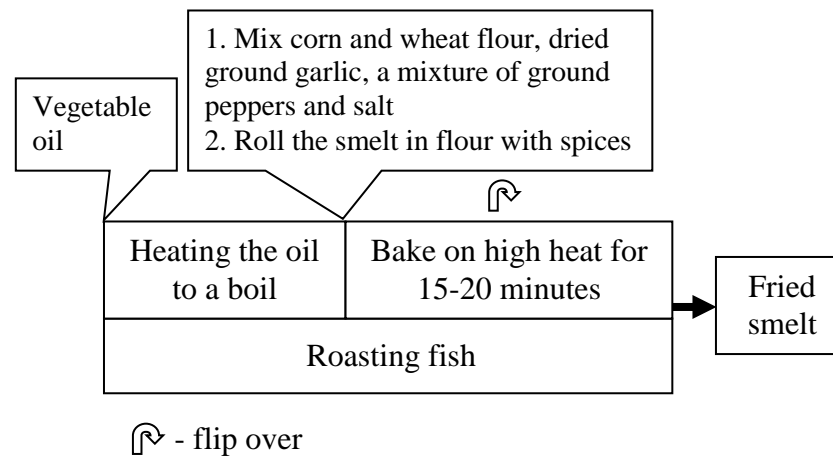 1. Mix corn and wheat flour, dried
ground garlic, a mixture of ground
peppers and salt
2. Roll the smelt in flour with spices
Vegetable
oil
Heating the oil
to a boil
Bake on high heat for
15-20 minutes
Roasting fish
Fried
smelt
- flip over